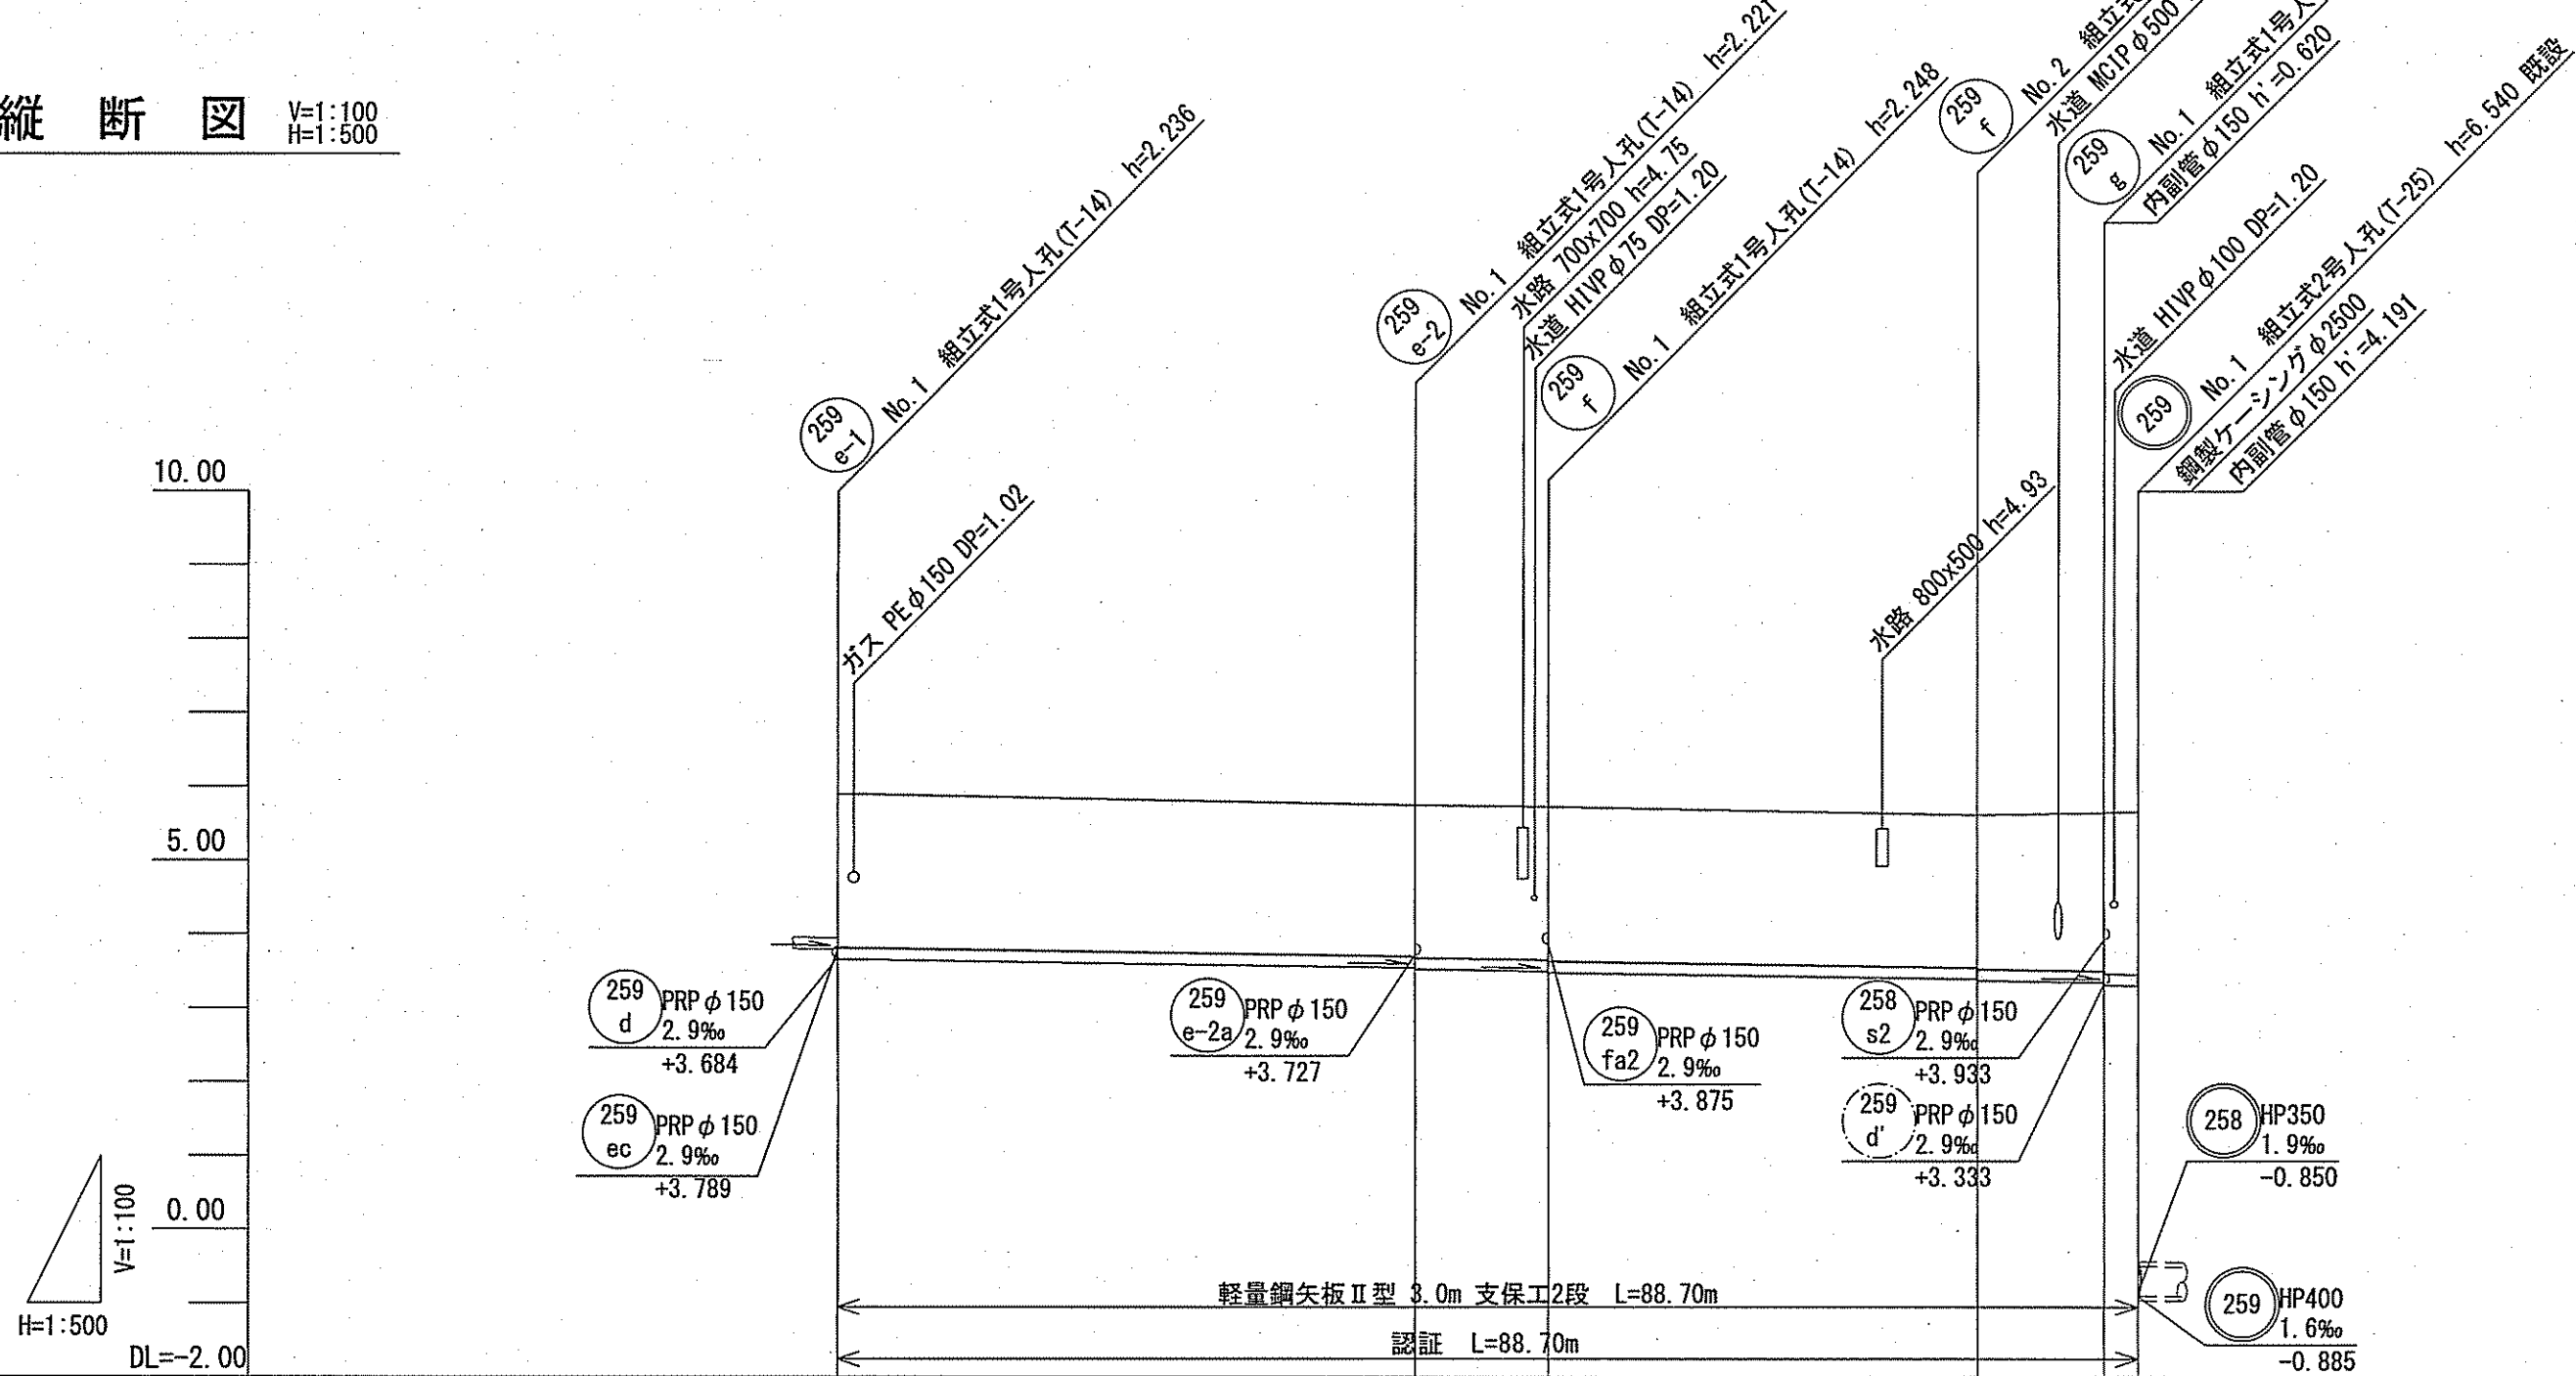 縦 断 図
V=1:100
H=1:500
259
e-1
No.1 組立式1号人孔(T-14) h=2.236
ガス PEφ150 DP=1.02
259
e-2
No.1 組立式1号人孔(T-14) h=2.221
水路 700x700 h=4.75
水道 HIVPφ75 DP=1.20
259
f
No.1 組立式1号人孔(T-14) h=2.248
水路 800x500 h=4.93
259
f
No.2 組立式
水道 MCIPφ500
259
g
No.1 組立式1号人
内副管φ150 h'=0.620
水道 HIVPφ100 DP=1.20
259
No.1 組立式2号人孔(T-25) h=6.540 既設
鋼製ケーシングφ2500
内副管φ150 h'=4.191
10.00
5.00
0.00
DL=-2.00
V=1:100
H=1:500
259
d
PRPφ150
2.9‰
+3.684
259
ec
PRPφ150
2.9‰
+3.789
259
e-2a
PRPφ150
2.9‰
+3.727
259
fa2
PRPφ150
2.9‰
+3.875
258
s2
PRPφ150
2.9‰
+3.933
259
d'
PRPφ150
2.9‰
+3.333
258
HP350
1.9‰
-0.850
259
HP400
1.6‰
-0.885
軽量鋼矢板Ⅱ型 3.0m 支保工2段 L=88.70m
認証 L=88.70m